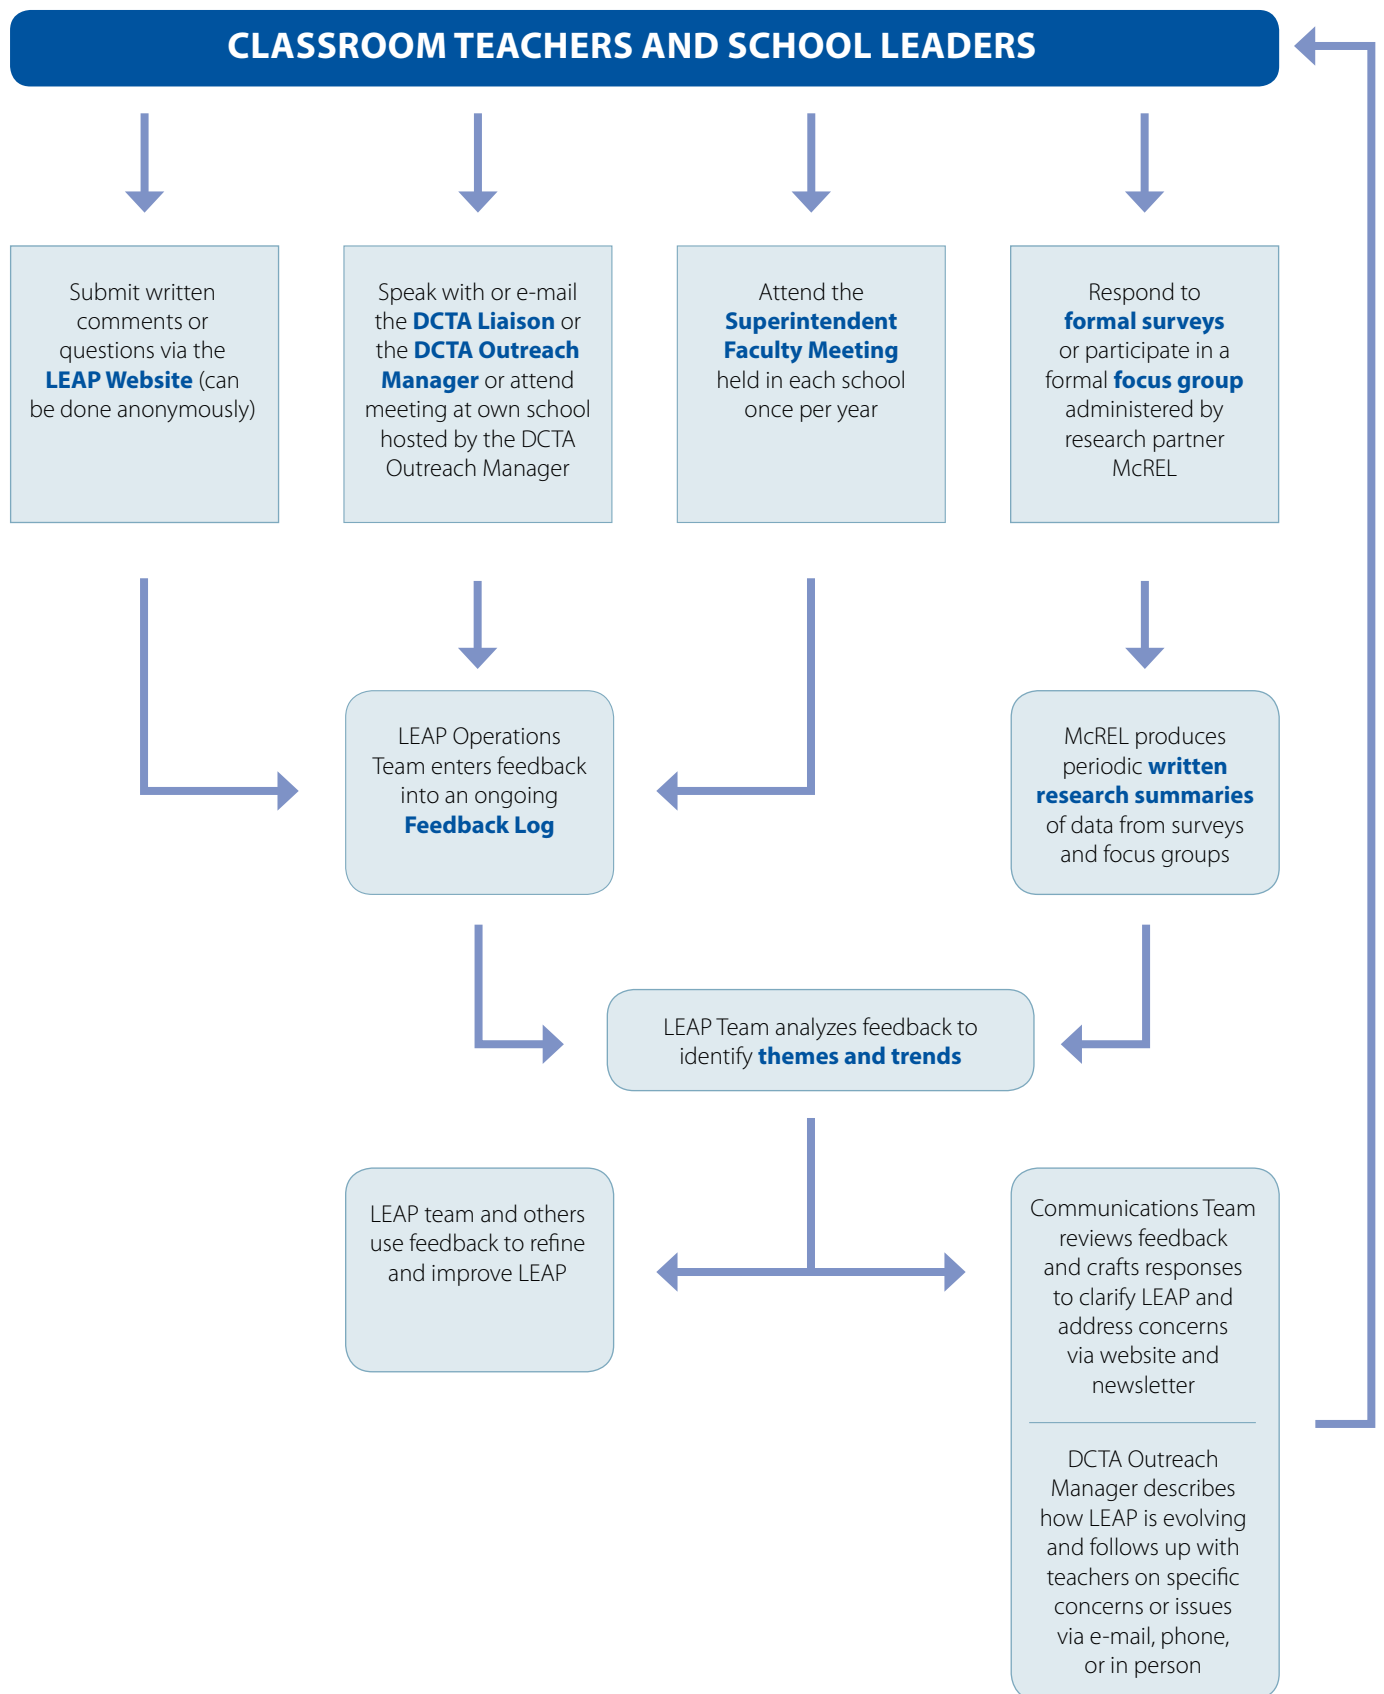 CLASSROOM TEACHERS AND SCHOOL LEADERS
Submit written
comments or
questions via the
LEAP Website (can
be done anonymously)
Speak with or e-mail
the DCTA Liaison or
the DCTA Outreach
Manager or attend
meeting at own school
hosted by the DCTA
Outreach Manager
Attend the
Superintendent
Faculty Meeting
held in each school
once per year
Respond to
formal surveys
or participate in a
formal focus group
administered by
research partner
McREL
LEAP Operations
Team enters feedback
into an ongoing
Feedback Log
McREL produces
periodic written
research summaries
of data from surveys
and focus groups
LEAP Team analyzes feedback to
identify themes and trends
LEAP team and others
use feedback to refine
and improve LEAP
Communications Team
reviews feedback
and crafts responses
to clarify LEAP and
address concerns
via website and
newsletter
DCTA Outreach
Manager describes
how LEAP is evolving
and follows up with
teachers on specific
concerns or issues
via e-mail, phone,
or in person